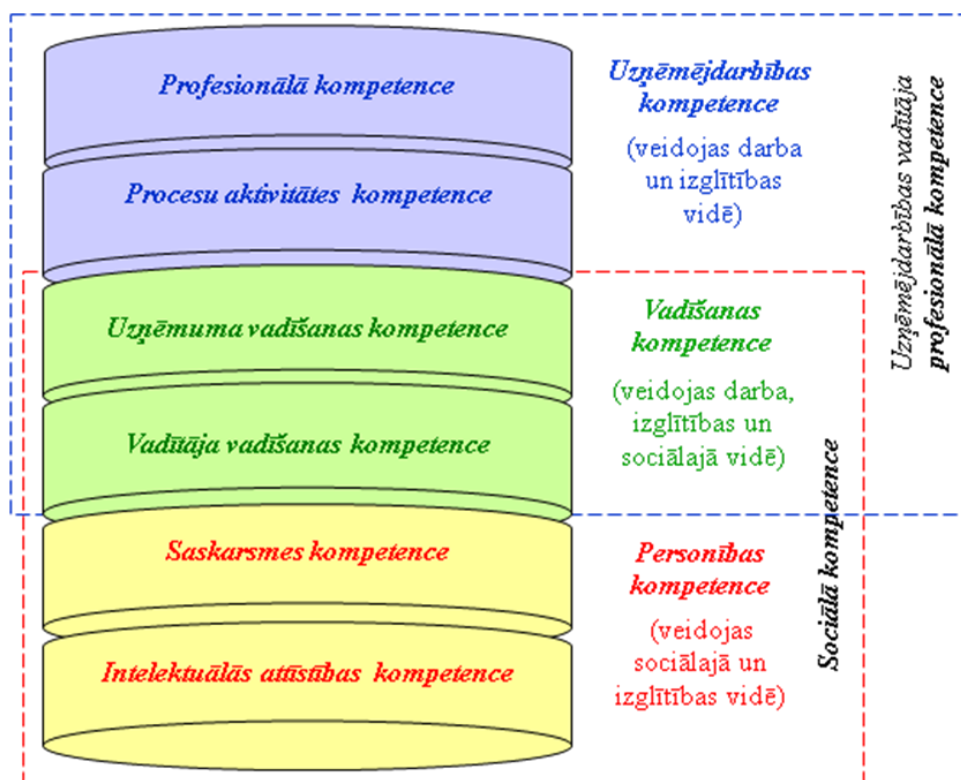 Profesionālā kompetence
Procesu aktivitātes kompetence
Uzņēmuma vadīšanas kompetence
Vadītāja vadīšanas kompetence
Saskarsmes kompetence
Intelektuālās attīstības kompetence
Uzņēmējdarbības
kompetence
(veidojas darba
un izglītības
vidē)
Vadīšanas
kompetence
(veidojas darba,
izglītības un
sociālajā vidē)
Personības
kompetence
(veidojas
sociālajā un
izglītības vidē)
Sociālā kompetence
Uzņēmējdarbības vadītāja
profesionālā kompetence